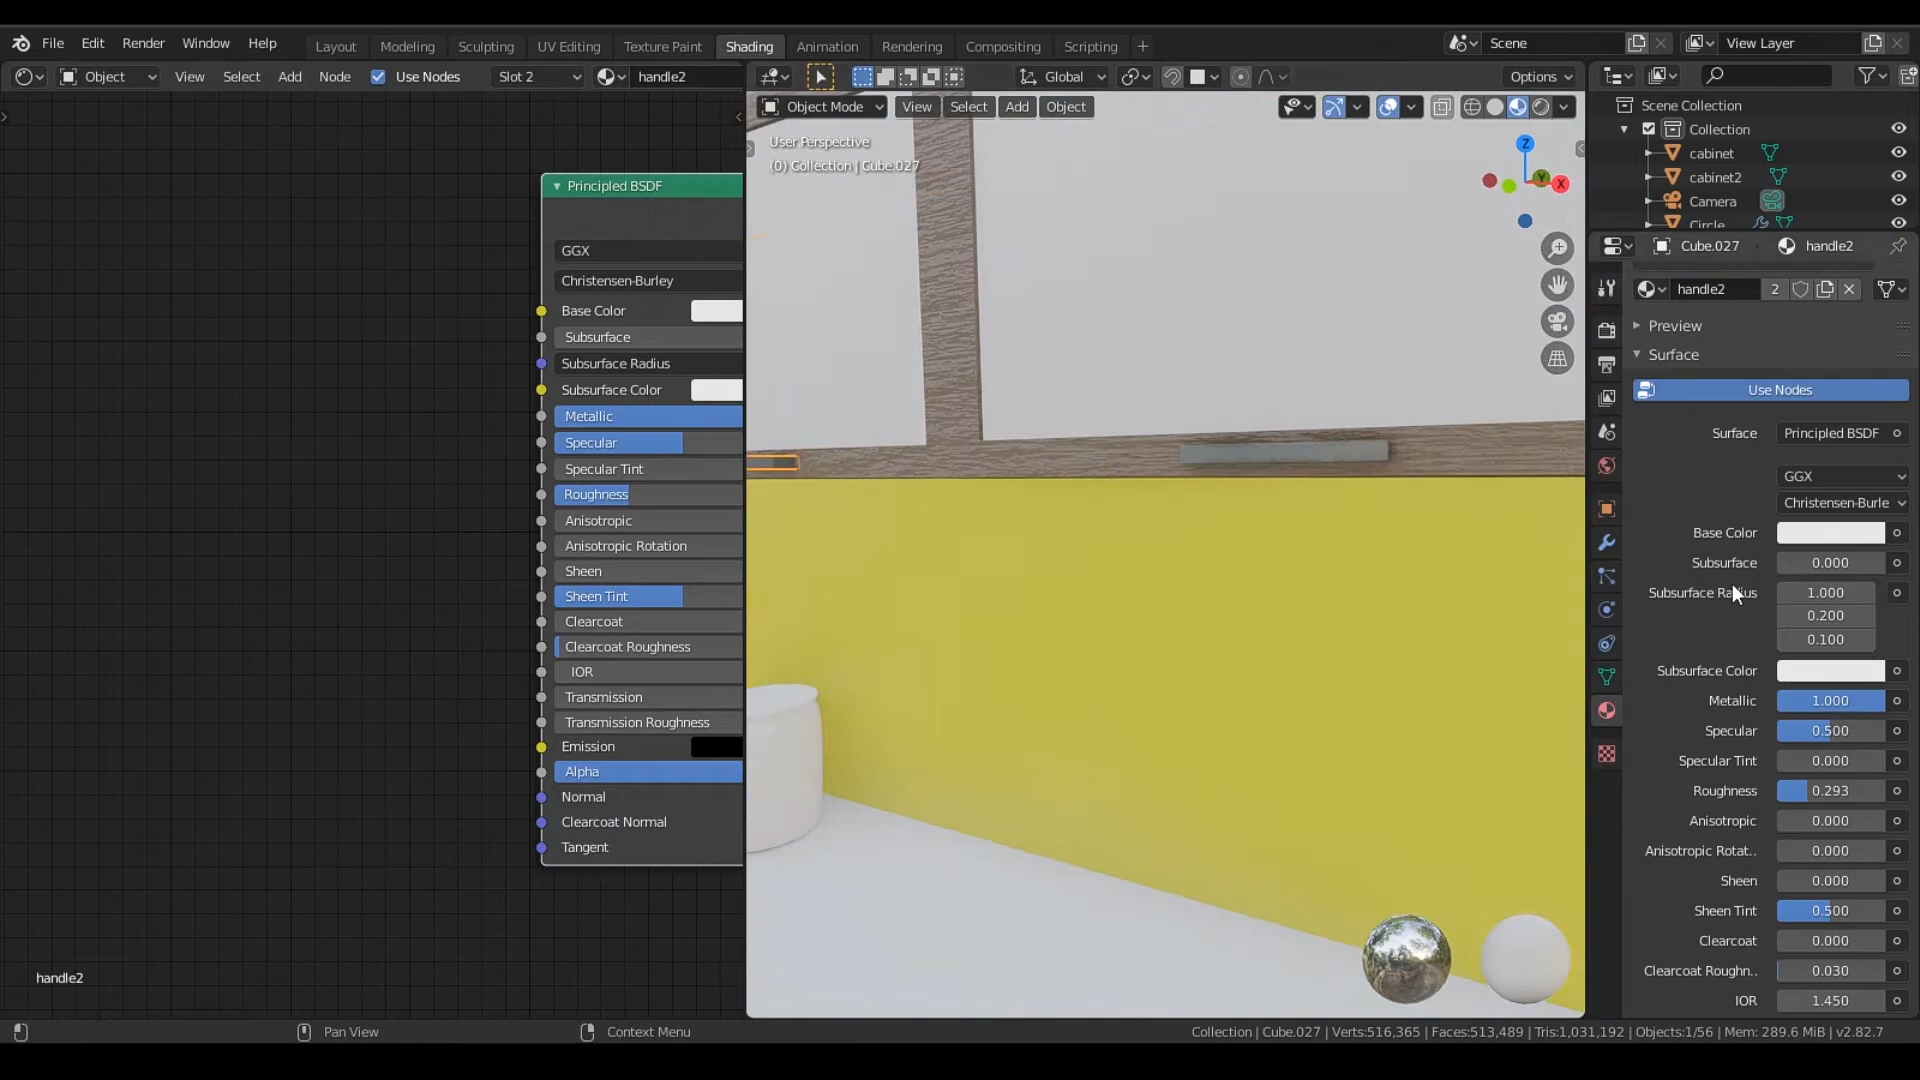 File Edit Render Window Help Layout Modeling Sculpting UV Editing Texture Paint Shading Animation Rendering Compositing Scripting + Scene View Layer
Object View Select Add Node Use Nodes Slot 2 handle2 Global Options
Object Mode View Select Add Object
User Perspective
(0) Collection | Cube.027
Z
Y
X
Principled BSDF
GGX
Christensen-Burley
Base Color
Subsurface
Subsurface Radius
Subsurface Color
Metallic
Specular
Specular Tint
Roughness
Anisotropic
Anisotropic Rotation
Sheen
Sheen Tint
Clearcoat
Clearcoat Roughness
IOR
Transmission
Transmission Roughness
Emission
Alpha
Normal
Clearcoat Normal
Tangent
handle2
Scene Collection
Collection
cabinet
cabinet2
Camera
Circle
Cube.027 handle2
handle2 2
Preview
Surface
Use Nodes
Surface Principled BSDF
GGX
Christensen-Burle
Base Color
Subsurface 0.000
Subsurface Radius 1.000
0.200
0.100
Subsurface Color
Metallic 1.000
Specular 0.500
Specular Tint 0.000
Roughness 0.293
Anisotropic 0.000
Anisotropic Rotat.. 0.000
Sheen 0.000
Sheen Tint 0.500
Clearcoat 0.000
Clearcoat Roughn.. 0.030
IOR 1.450
Pan View Context Menu Collection | Cube.027 | Verts:516,365 | Faces:513,489 | Tris:1,031,192 | Objects:1/56 | Mem: 289.6 MiB | v2.82.7